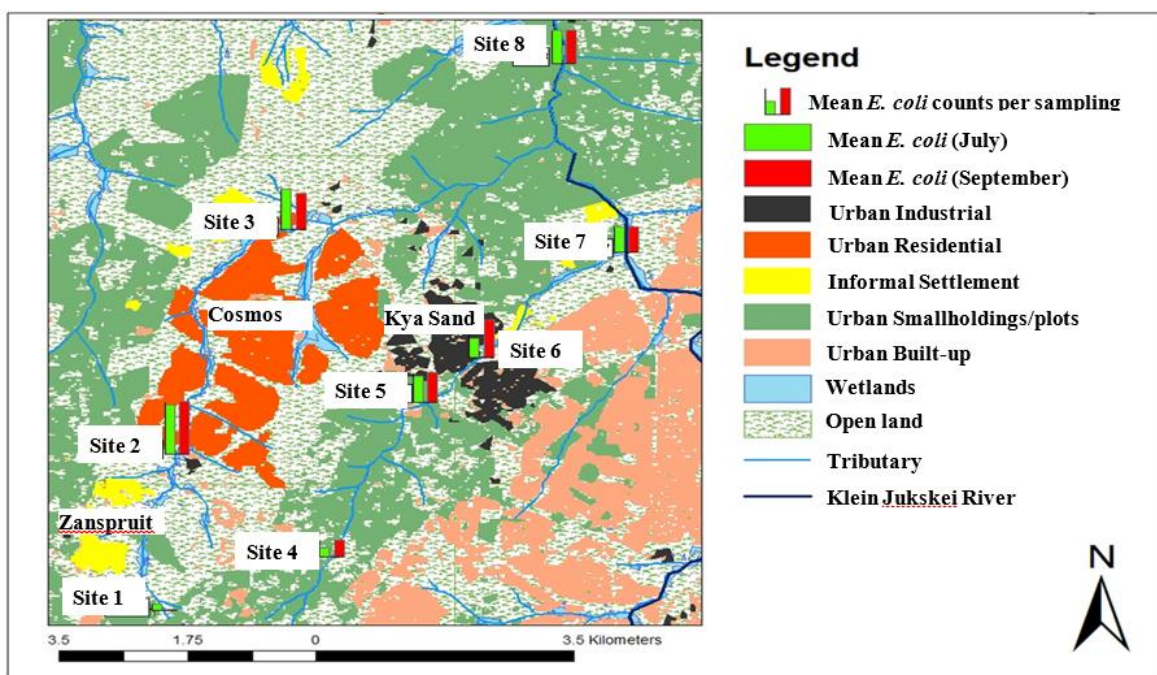 Site 8
Site 3
Site 7
Cosmos
Kya Sand
Site 6
Site 5
Site 2
Zanspruit
Site 4
Site 1
3.5 1.75 0 3.5 Kilometers
Legend
Mean E. coli counts per sampling
Mean E. coli (July)
Mean E. coli (September)
Urban Industrial
Urban Residential
Informal Settlement
Urban Smallholdings/plots
Urban Built-up
Wetlands
Open land
Tributary
Klein Jukskei River
N